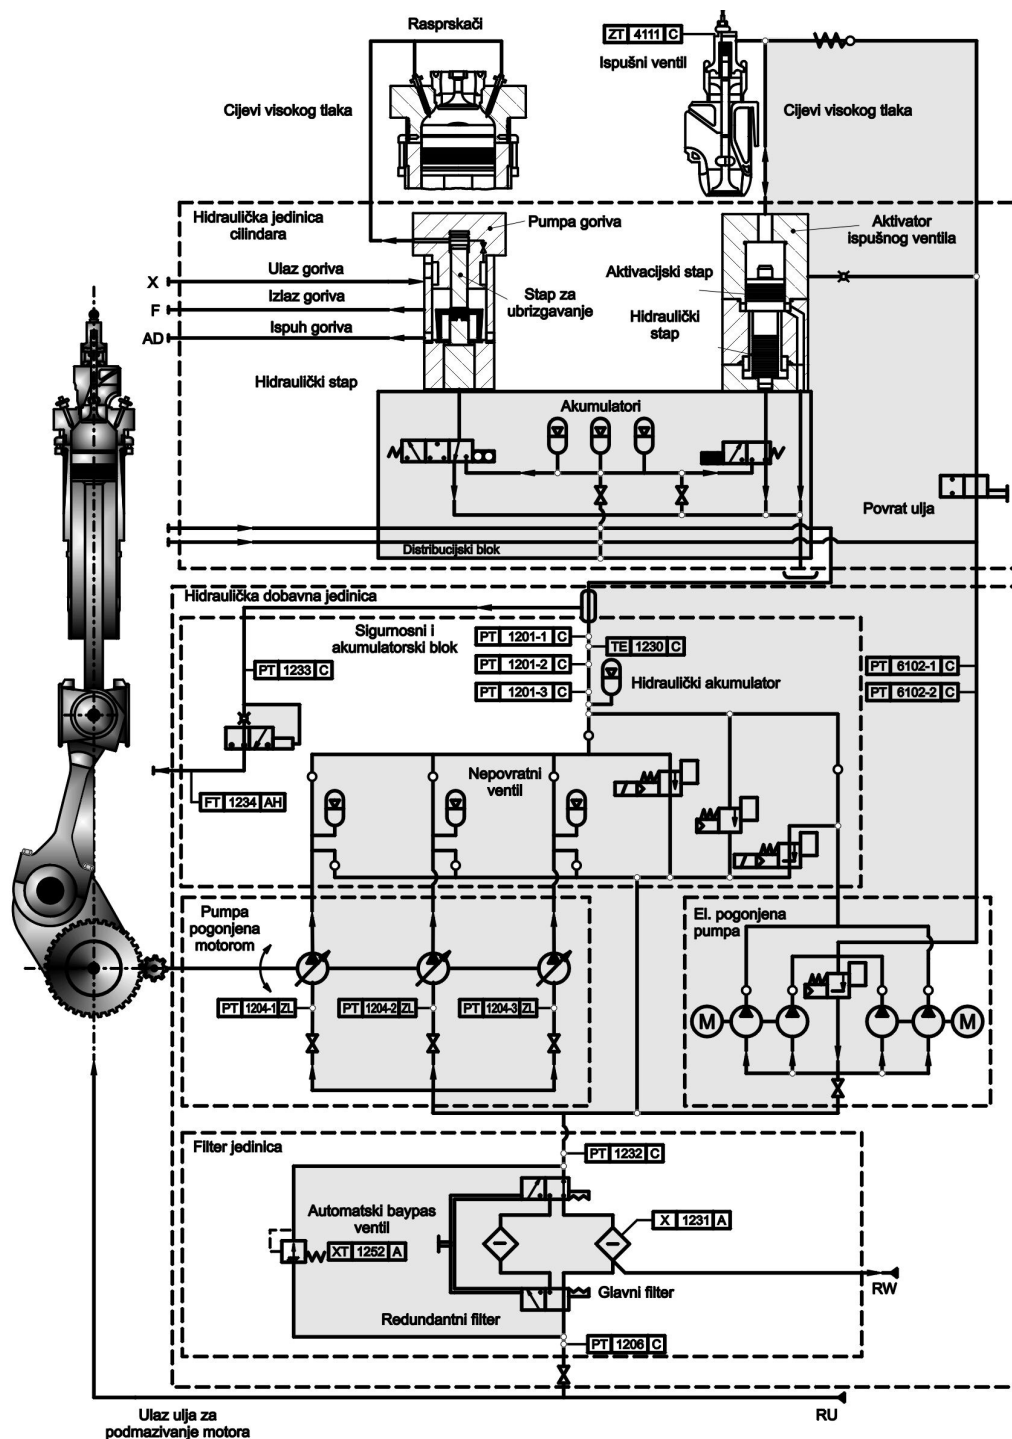 Rasprskači
ZT 4111 C
Ispušni ventil
Cijevi visokog tlaka
Cijevi visokog tlaka
Hidraulička jedinica
cilindara
Pumpa goriva
Aktivator
ispušnog ventila
X
Ulaz goriva
Aktivacijski stap
F
Izlaz goriva
Stap za
ubrizgavanje
Hidraulički
stap
AD
Ispuh goriva
Hidraulički stap
Akumulatori
Povrat ulja
Distribucijski blok
Hidraulička dobavna jedinica
Sigurnosni i
akumulatorski blok
PT 1201-1 C
TE 1230 C
PT 1233 C
PT 1201-2 C
PT 6102-1 C
Hidraulički akumulator
PT 1201-3 C
PT 6102-2 C
Nepovratni
ventil
FT 1234 AH
Pumpa
pogonjena
motorom
El. pogonjena
pumpa
PT 1204-1 ZL
PT 1204-2 ZL
PT 1204-3 ZL
M
M
Filter jedinica
PT 1232 C
Automatski baypas
ventil
X 1231 A
XT 1252 A
RW
Glavni filter
Redundantni filter
PT 1206 C
Ulaz ulja za
podmazivanje motora
RU